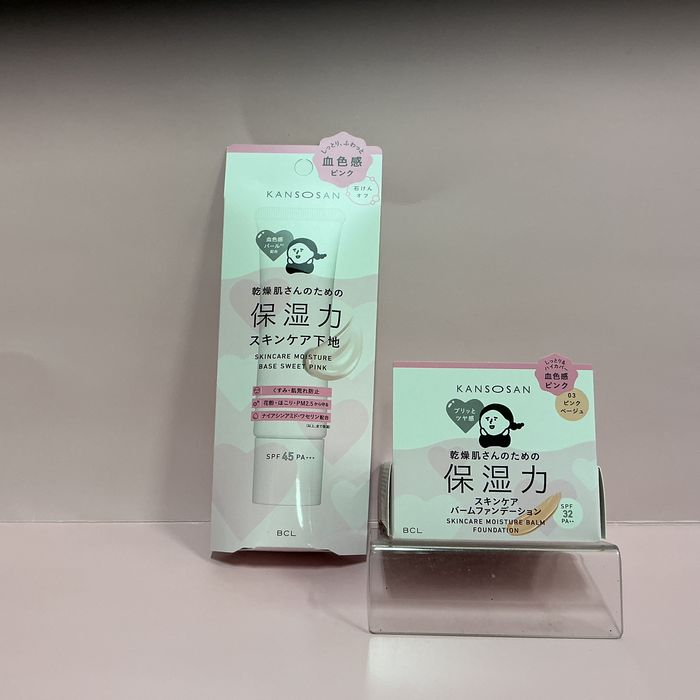 しっとり、ふわっと
血色感
ピンク
石けん
オフ
KANSOSAN
血色感
パール
配合
乾燥肌さんのための
保湿力
スキンケア下地
SKINCARE MOISTURE
BASE SWEET PINK
くすみ・肌荒れ防止
花粉・ほこり・PM2.5から守る
ナイアシンアミド・ワセリン配合
SPF 45 PA+++
BCL
しっとり&
ハイカバー
血色感
ピンク
KANSOSAN
03
ピンク
ベージュ
プリッと
ツヤ感
乾燥肌さんのための
保湿力
スキンケア
バームファンデーション
SKINCARE MOISTURE BALM
FOUNDATION
SPF
32
PA++
BCL